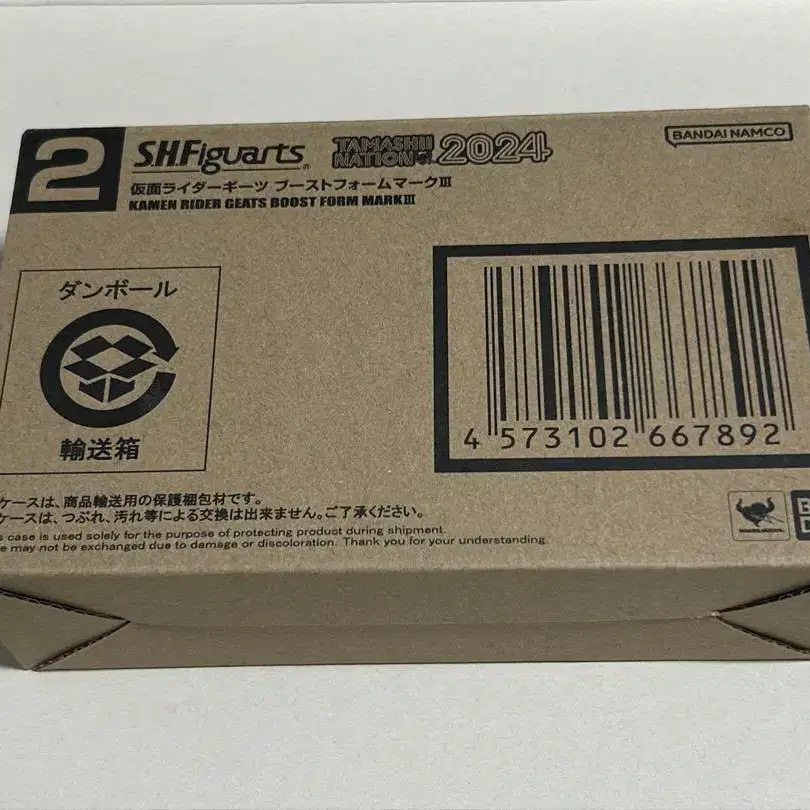 2
S.H.Figuarts
TAMASHII NATION 2024
BANDAI NAMCO
仮面ライダーギーツ ブーストフォームマークⅢ
KAMEN RIDER GEATS BOOST FORM MARKⅢ
ダンボール
輸送箱
4 573102 667892
ケースは、商品輸送用の保護梱包材です。
ケースは、つぶれ、汚れ等による交換は出来ません。ご了承ください。
case is used solely for the purpose of protecting product during shipment.
may not be exchanged due to damage or discoloration. Thank you for your understanding.